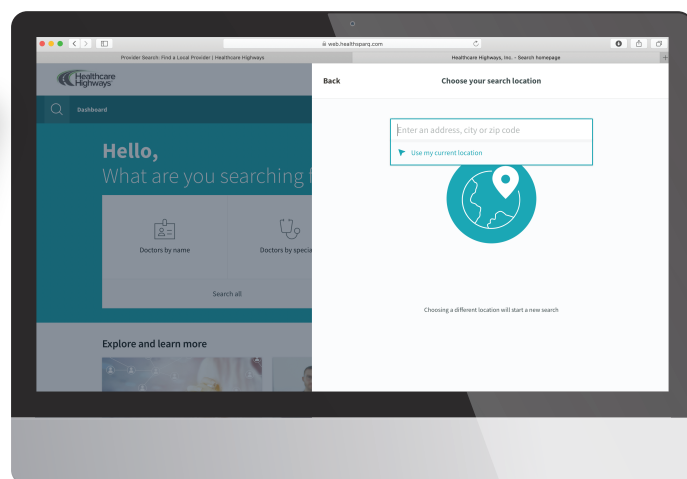 web.healthsparq.com
Provider Search: Find a Local Provider | Healthcare Highways
Healthcare Highways, Inc. - Search homepage
Healthcare
Highways
Dashboard
Hello,
What are you searching f
Doctors by name
Doctors by specia
Search all
Explore and learn more
Back
Choose your search location
Enter an address, city or zip code
Use my current location
Choosing a different location will start a new search